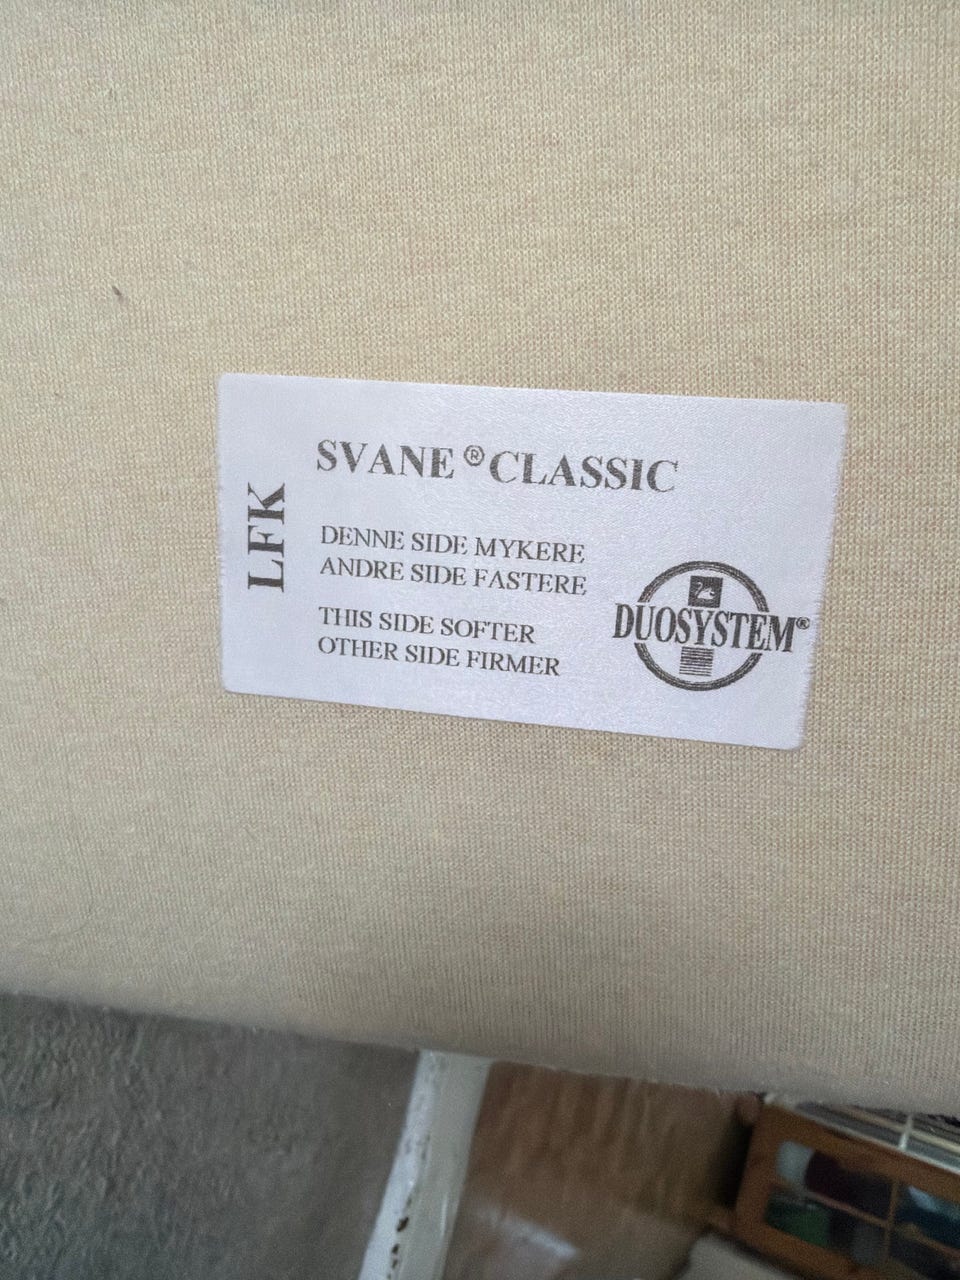 LFK
SVANE® CLASSIC
DENNE SIDE MYKERE
ANDRE SIDE FASTERE
THIS SIDE SOFTER
OTHER SIDE FIRMER
DUOSYSTEM®